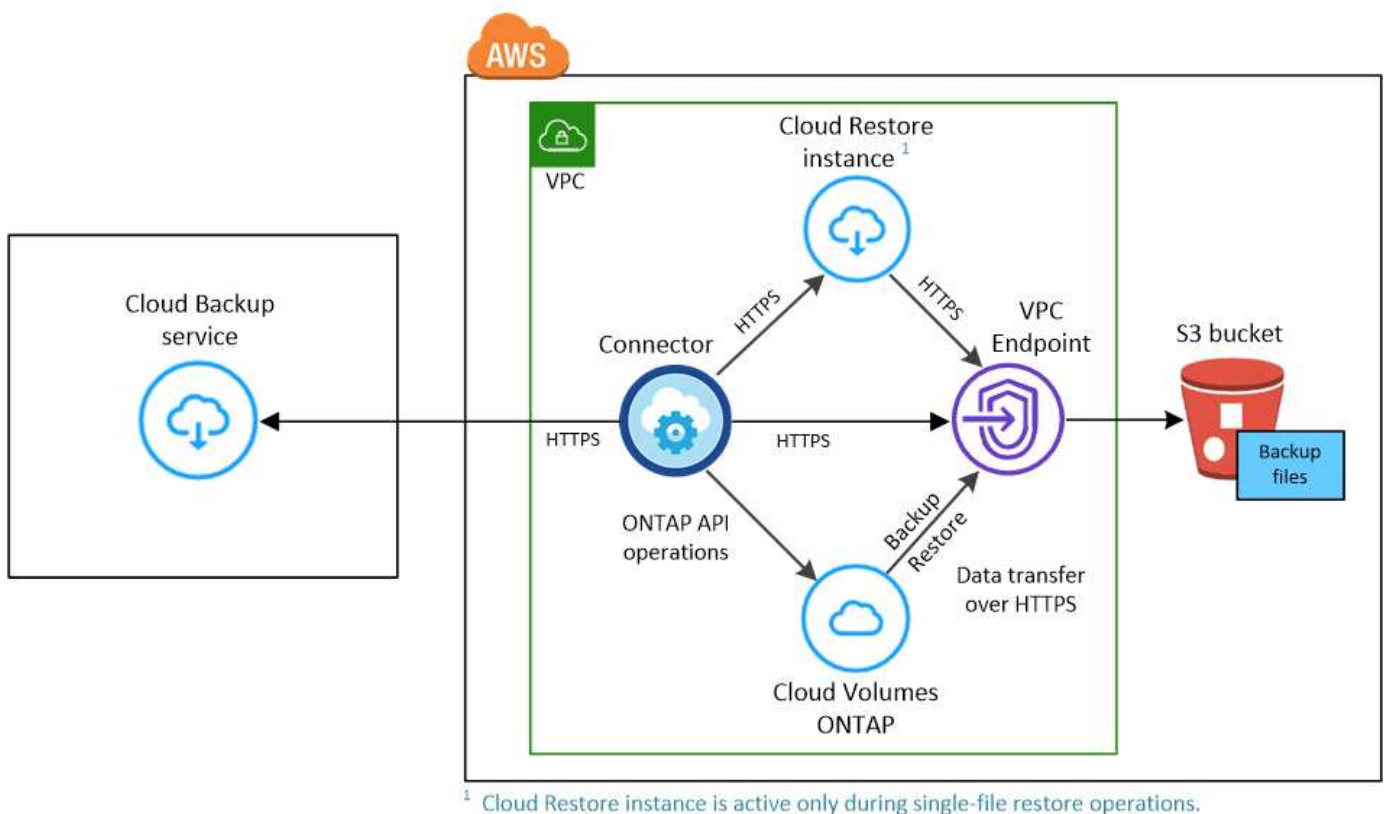 AWS
VPC
Cloud Restore
instance 1
Cloud Backup
service
Connector
HTTPS
HTTPS
VPC
Endpoint
S3 bucket
HTTPS
HTTPS
Backup
files
ONTAP API
operations
Backup
Restore
Data transfer
over HTTPS
Cloud Volumes
ONTAP
1 Cloud Restore instance is active only during single-file restore operations.